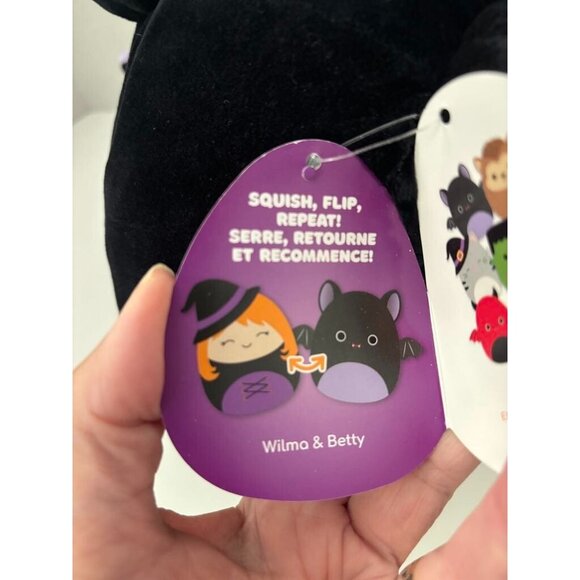 SQUISH, FLIP,
REPEAT!
SERRE, RETOURNE
ET RECOMMENCE!
Wilma & Betty